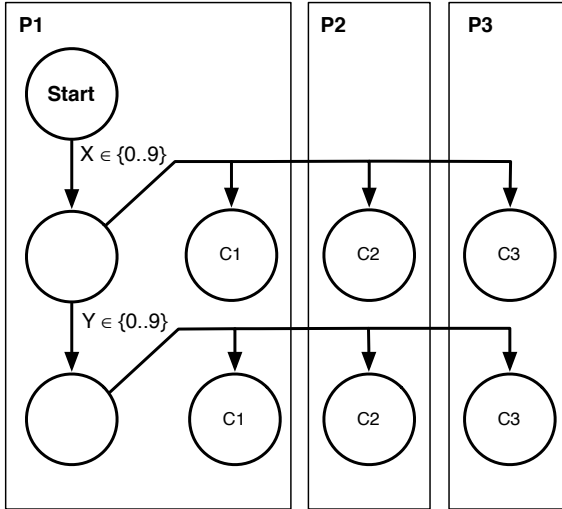 P1 P2 P3
Start
X ∈ {0..9}
C1 C2 C3
Y ∈ {0..9}
C1 C2 C3